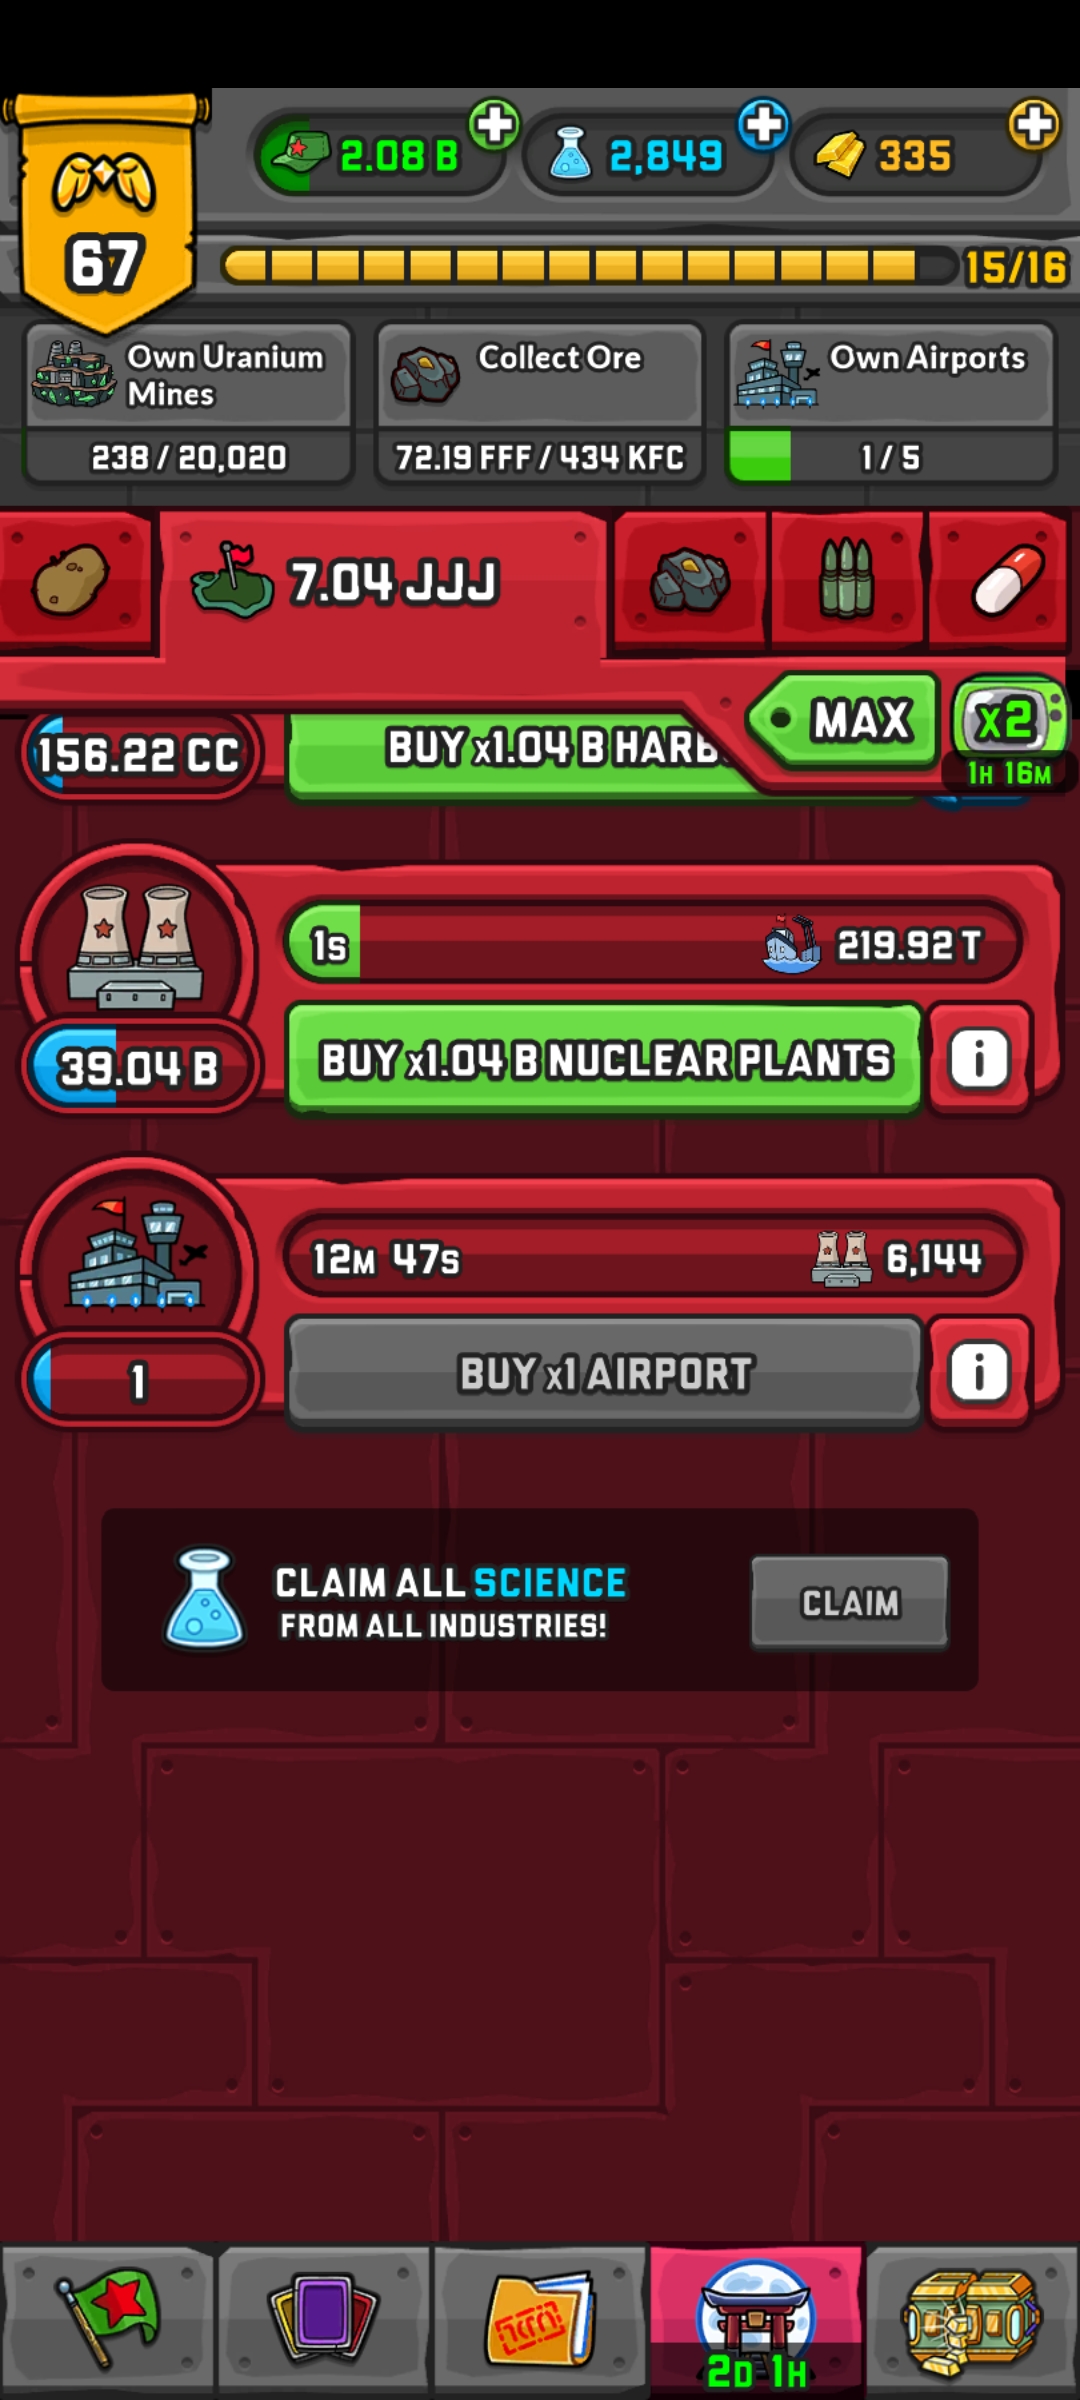 67
2.08 B
2,849
335
15/16
Own Uranium
Mines
238 / 20,020
Collect Ore
72.19 FFF / 434 KFC
Own Airports
1 / 5
7.04 JJJ
MAX
x2
1H 16M
156.22 CC
BUY x1.04 B HARB
1s
219.92 T
39.04 B
BUY x1.04 B NUCLEAR PLANTS
i
12M 47s
6,144
1
BUY x1 AIRPORT
i
CLAIM ALL SCIENCE
FROM ALL INDUSTRIES!
CLAIM
2D 1H